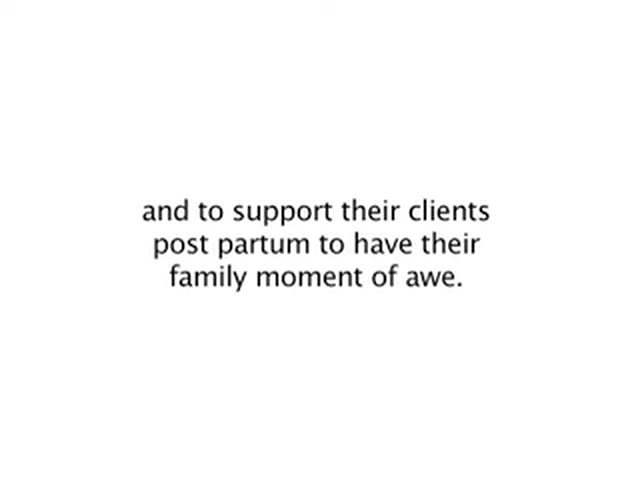 and to support their clients
post partum to have their
family moment of awe.